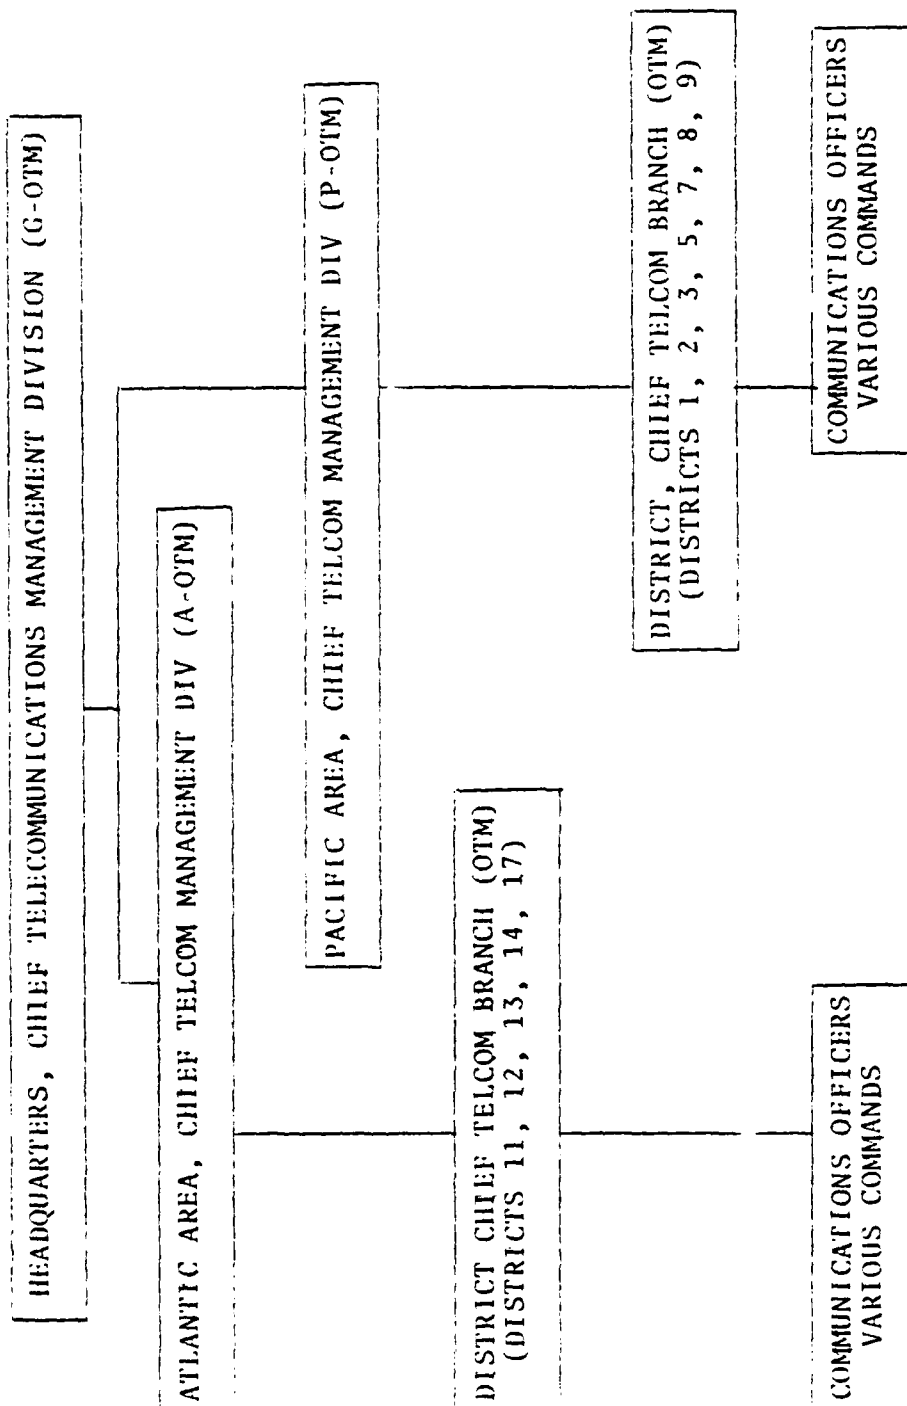 HEADQUARTERS, CHIEF TELECOMMUNICATIONS MANAGEMENT DIVISION (G-OTM)
ATLANTIC AREA, CHIEF TELCOM MANAGEMENT DIV (A-OTM)
PACIFIC AREA, CHIEF TELCOM MANAGEMENT DIV (P-OTM)
DISTRICT CHIEF TELCOM BRANCH (OTM)
(DISTRICTS 11, 12, 13, 14, 17)
DISTRICT, CHIEF TELCOM BRANCH (OTM)
(DISTRICTS 1, 2, 3, 5, 7, 8, 9)
COMMUNICATIONS OFFICERS
VARIOUS COMMANDS
COMMUNICATIONS OFFICERS
VARIOUS COMMANDS